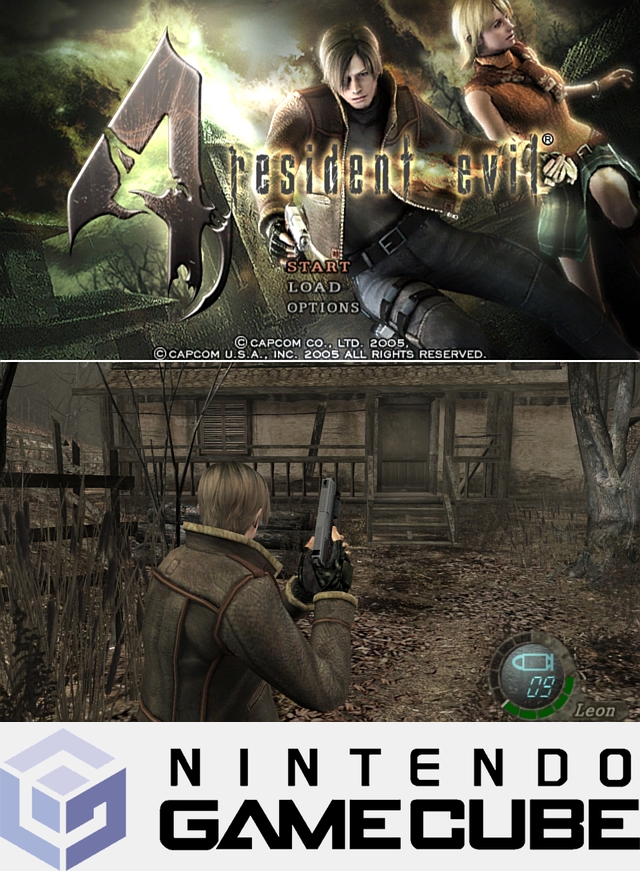 4
resident evil®
START
LOAD
OPTIONS
© CAPCOM CO., LTD. 2005,
© CAPCOM U.S.A., INC. 2005 ALL RIGHTS RESERVED.
09
Leon
NINTENDO
GAMECUBE